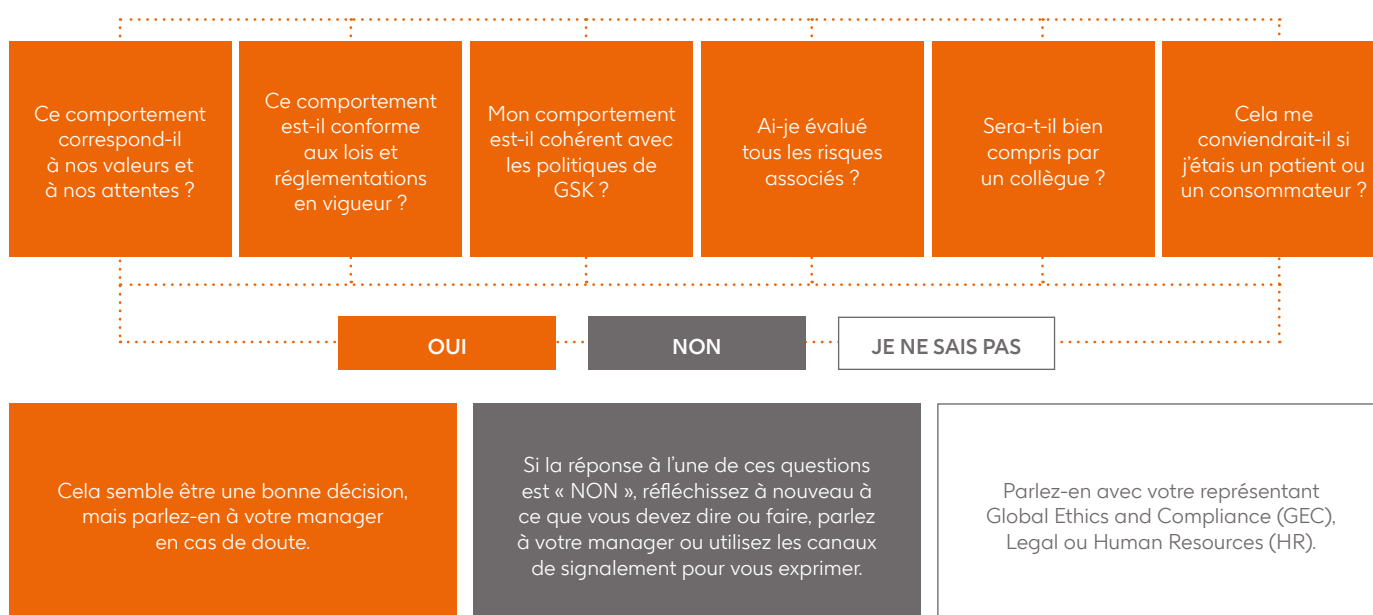 Ce comportement
correspond-il
à nos valeurs et
à nos attentes ?
Ce comportement
est-il conforme
aux lois et
réglementations
en vigueur ?
Mon comportement
est-il cohérent avec
les politiques de
GSK ?
Ai-je évalué
tous les risques
associés ?
Sera-t-il bien
compris par
un collègue ?
Cela me
conviendrait-il si
j’étais un patient ou
un consommateur ?
OUI
NON
JE NE SAIS PAS
Cela semble être une bonne décision,
mais parlez-en à votre manager
en cas de doute.
Si la réponse à l’une de ces questions
est « NON », réfléchissez à nouveau à
ce que vous devez dire ou faire, parlez
à votre manager ou utilisez les canaux
de signalement pour vous exprimer.
Parlez-en avec votre représentant
Global Ethics and Compliance (GEC),
Legal ou Human Resources (HR).